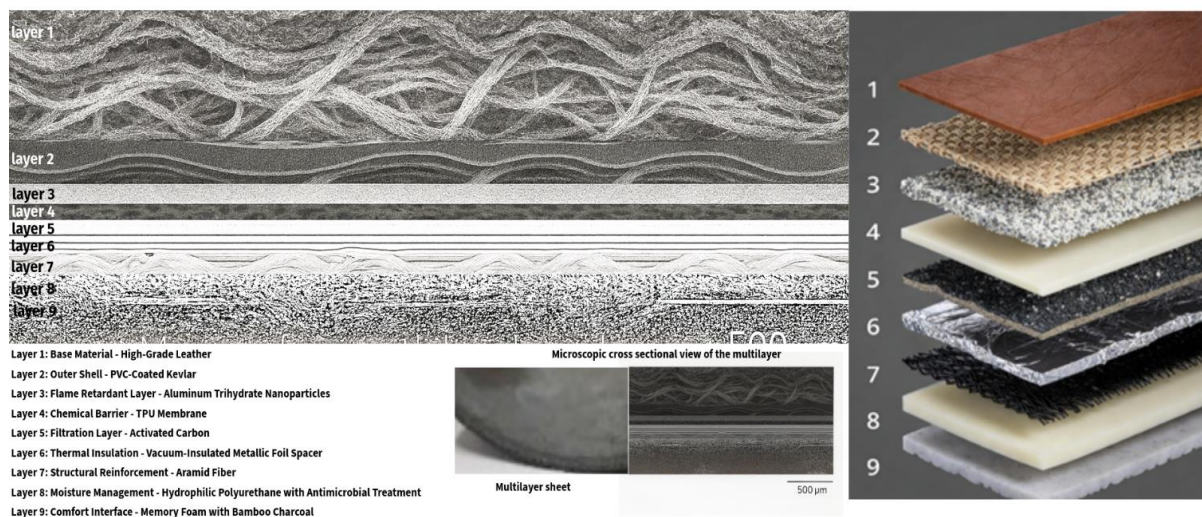 layer 1
layer 2
layer 3
layer 4
layer 5
layer 6
layer 7
layer 8
layer 9
500
Layer 1: Base Material - High-Grade Leather
Layer 2: Outer Shell - PVC-Coated Kevlar
Layer 3: Flame Retardant Layer - Aluminum Trihydrate Nanoparticles
Layer 4: Chemical Barrier - TPU Membrane
Layer 5: Filtration Layer - Activated Carbon
Layer 6: Thermal Insulation - Vacuum-Insulated Metallic Foil Spacer
Layer 7: Structural Reinforcement - Aramid Fiber
Layer 8: Moisture Management - Hydrophilic Polyurethane with Antimicrobial Treatment
Layer 9: Comfort Interface - Memory Foam with Bamboo Charcoal
Microscopic cross sectional view of the multilayer
Multilayer sheet
500 µm
1
2
3
4
5
6
7
8
9